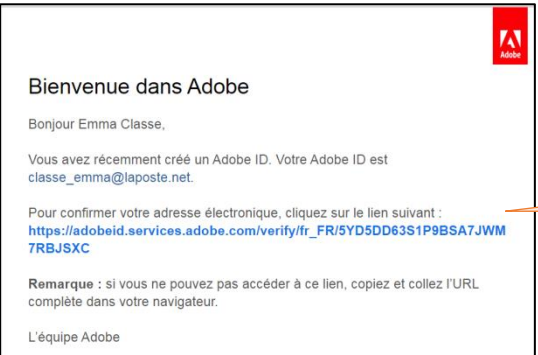 Adobe
Bienvenue dans Adobe
Bonjour Emma Classe,
Vous avez récemment créé un Adobe ID. Votre Adobe ID est
classe_emma@laposte.net.
Pour confirmer votre adresse électronique, cliquez sur le lien suivant :
https://adobeid.services.adobe.com/verify/fr_FR/5YD5DD63S1P9BSA7JWM
7RBJSXC
Remarque : si vous ne pouvez pas accéder à ce lien, copiez et collez l'URL
complète dans votre navigateur.
L'équipe Adobe